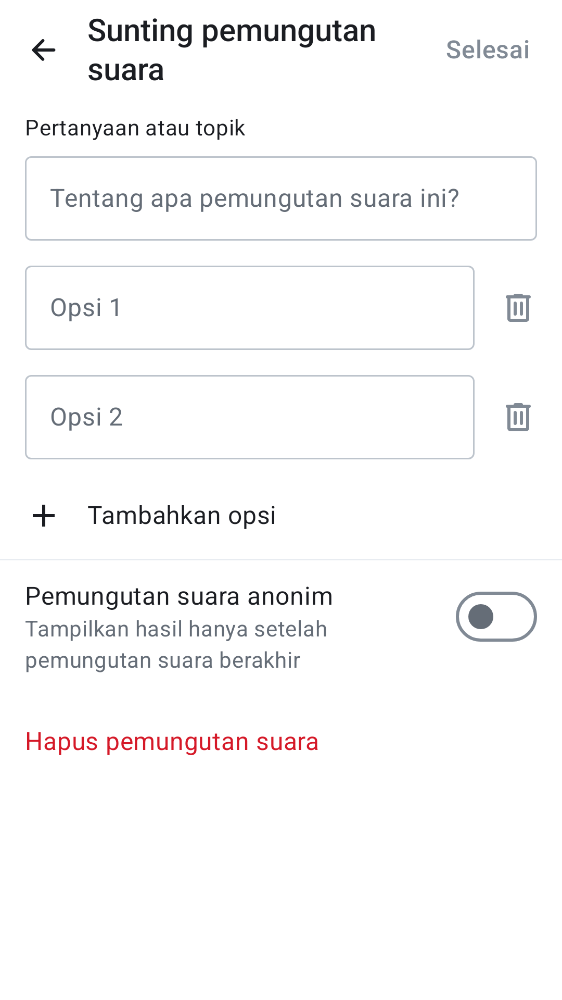 Sunting pemungutan
suara
Selesai
Pertanyaan atau topik
Tentang apa pemungutan suara ini?
Opsi 1
Opsi 2
Tambahkan opsi
Pemungutan suara anonim
Tampilkan hasil hanya setelah
pemungutan suara berakhir
Hapus pemungutan suara